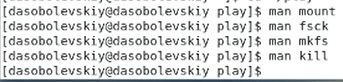 [dasobolevskiy@dasobolevskiy play]$ man mount
[dasobolevskiy@dasobolevskiy play]$ man fsck
[dasobolevskiy@dasobolevskiy play]$ man mkfs
[dasobolevskiy@dasobolevskiy play]$ man kill
[dasobolevskiy@dasobolevskiy play]$